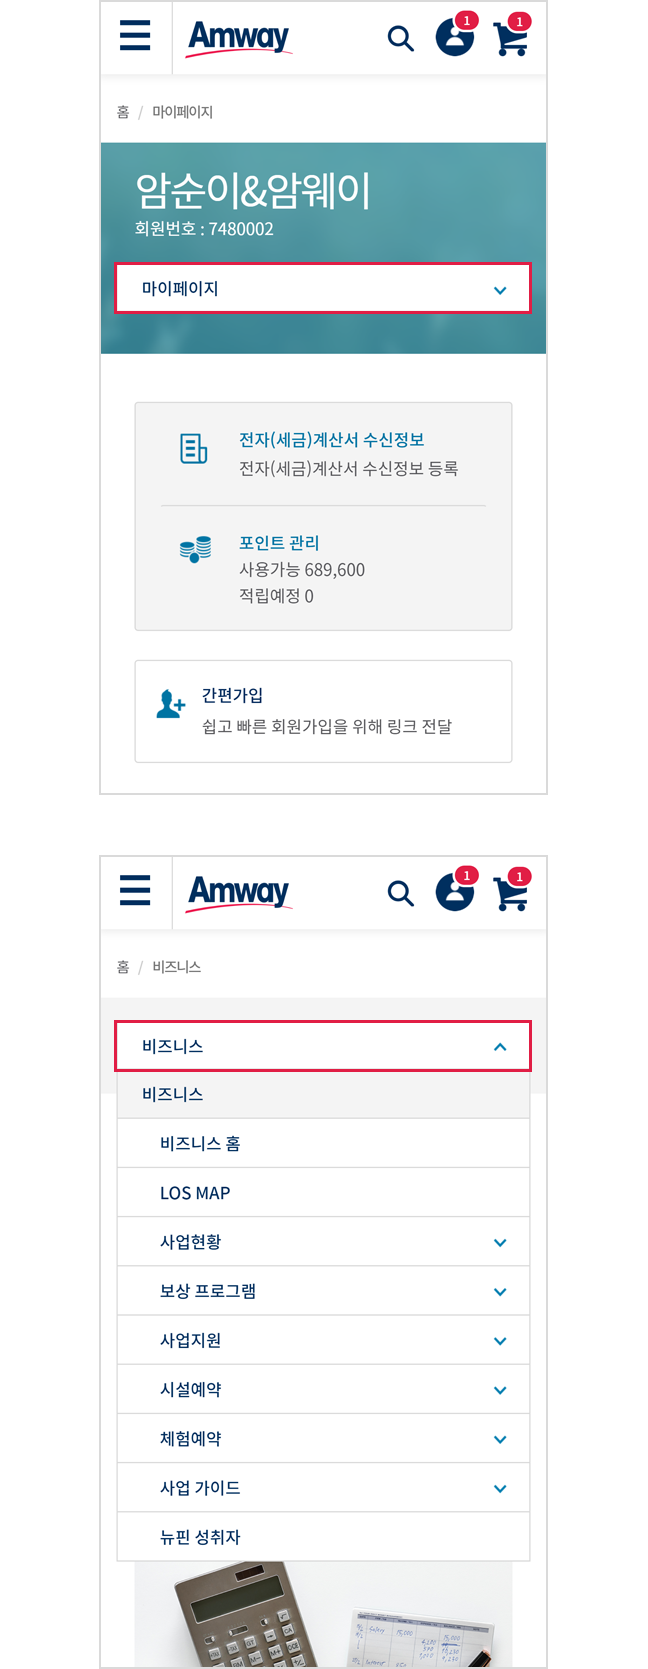 Amway
1
1
홈 / 마이페이지
암순이&암웨이
회원번호 : 7480002
마이페이지
전자(세금)계산서 수신정보
전자(세금)계산서 수신정보 등록
포인트 관리
사용가능 689,600
적립예정 0
간편가입
쉽고 빠른 회원가입을 위해 링크 전달
Amway
1
1
홈 / 비즈니스
비즈니스
비즈니스
비즈니스 홈
LOS MAP
사업현황
보상 프로그램
사업지원
시설예약
체험예약
사업 가이드
뉴핀 성취자